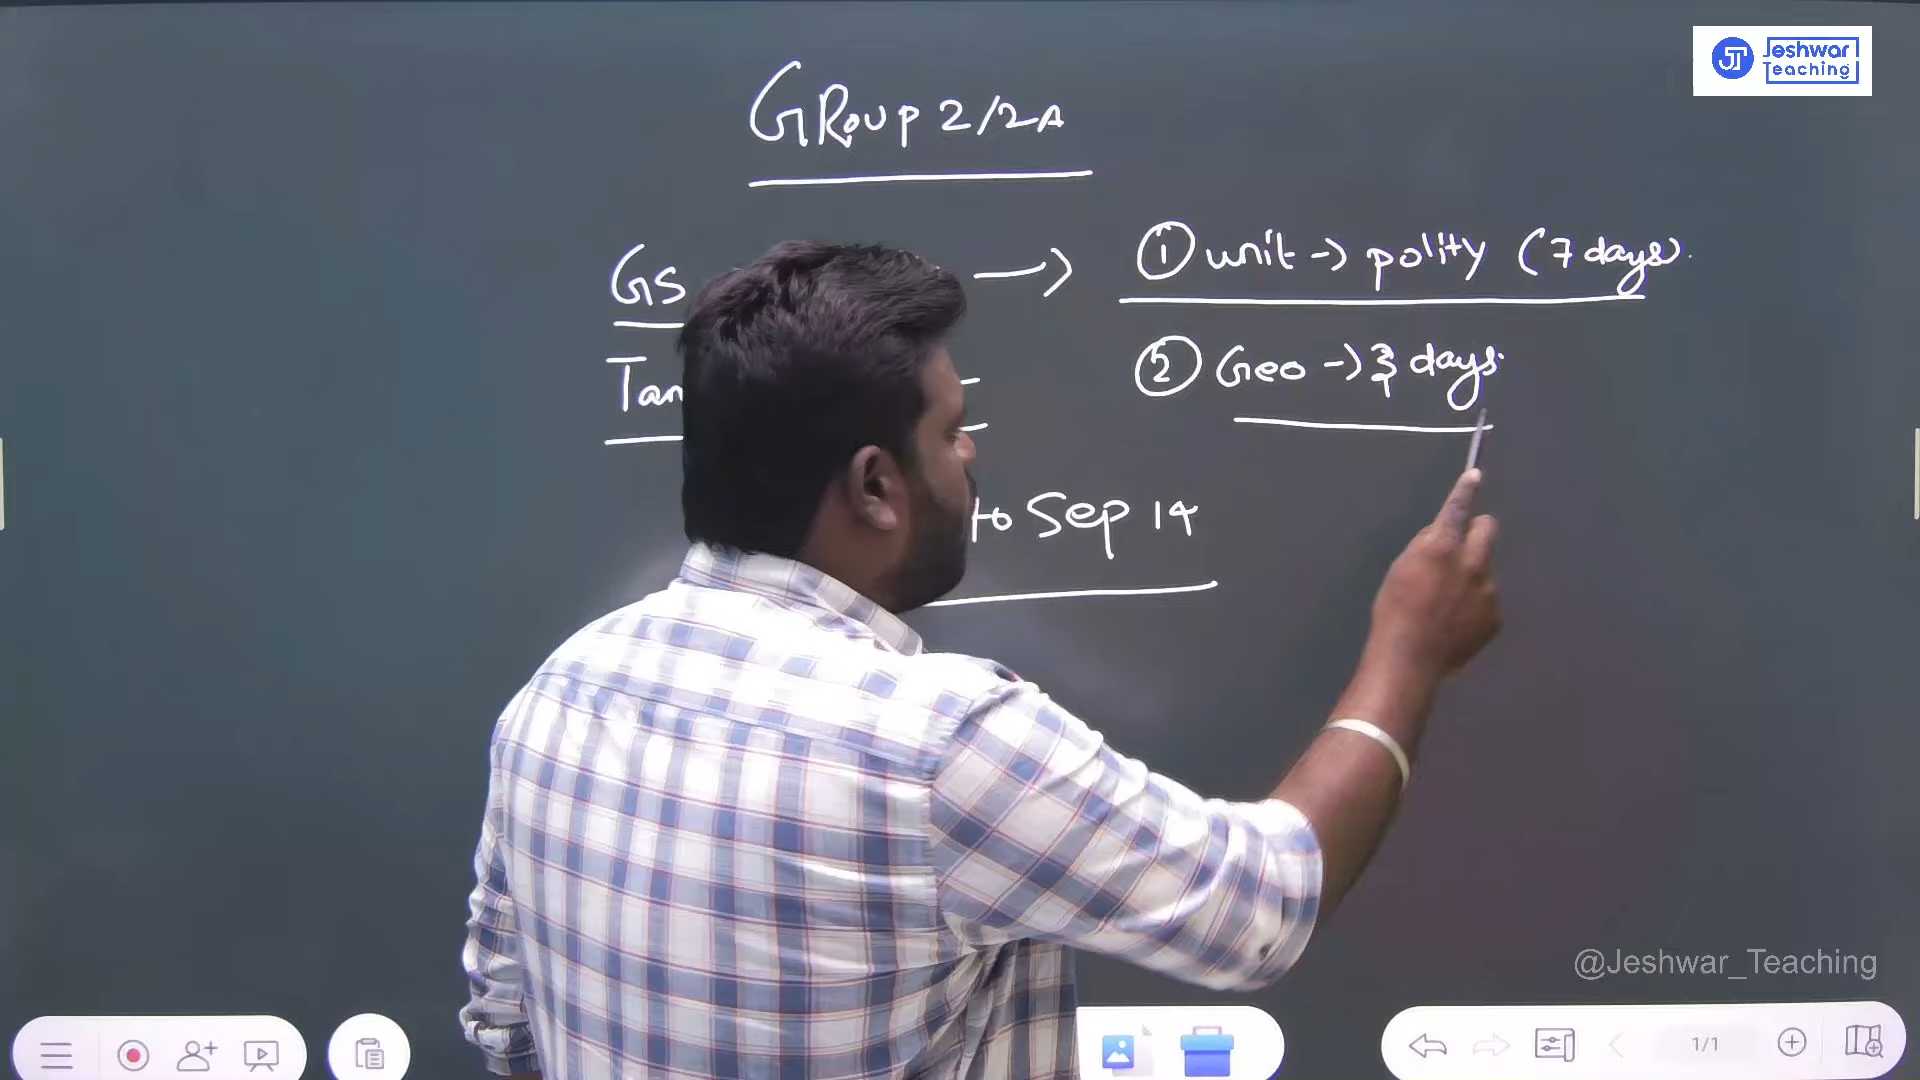 Jeshwar
Teaching
GROUP 2/2A
GS → ① unit → polity (7 days).
② Geo → 3 days.
to Sep 14
@Jeshwar_Teaching
1/1